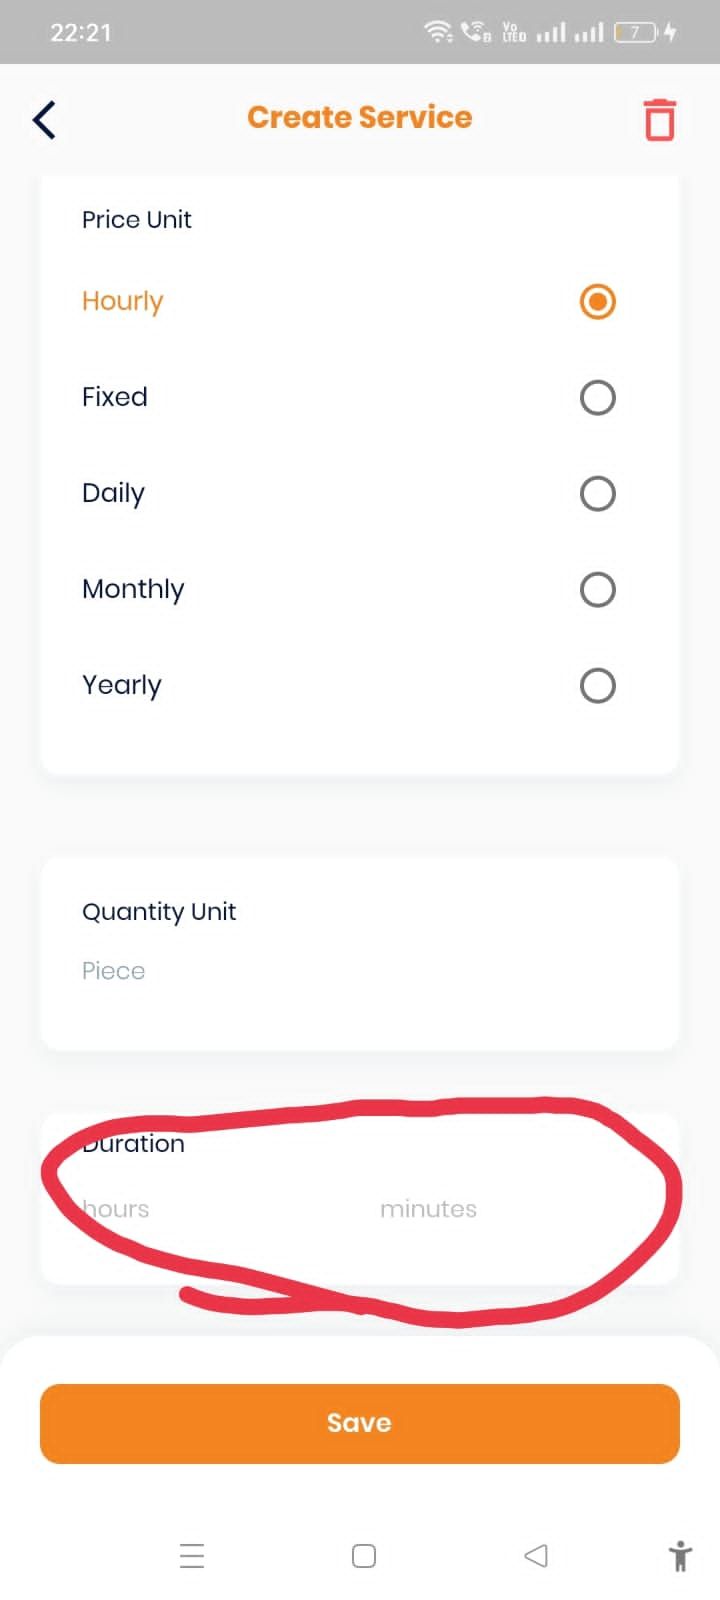 22:21
Vo LTED
7
Create Service
Price Unit
Hourly
Fixed
Daily
Monthly
Yearly
Quantity Unit
Piece
Duration
hours
minutes
Save